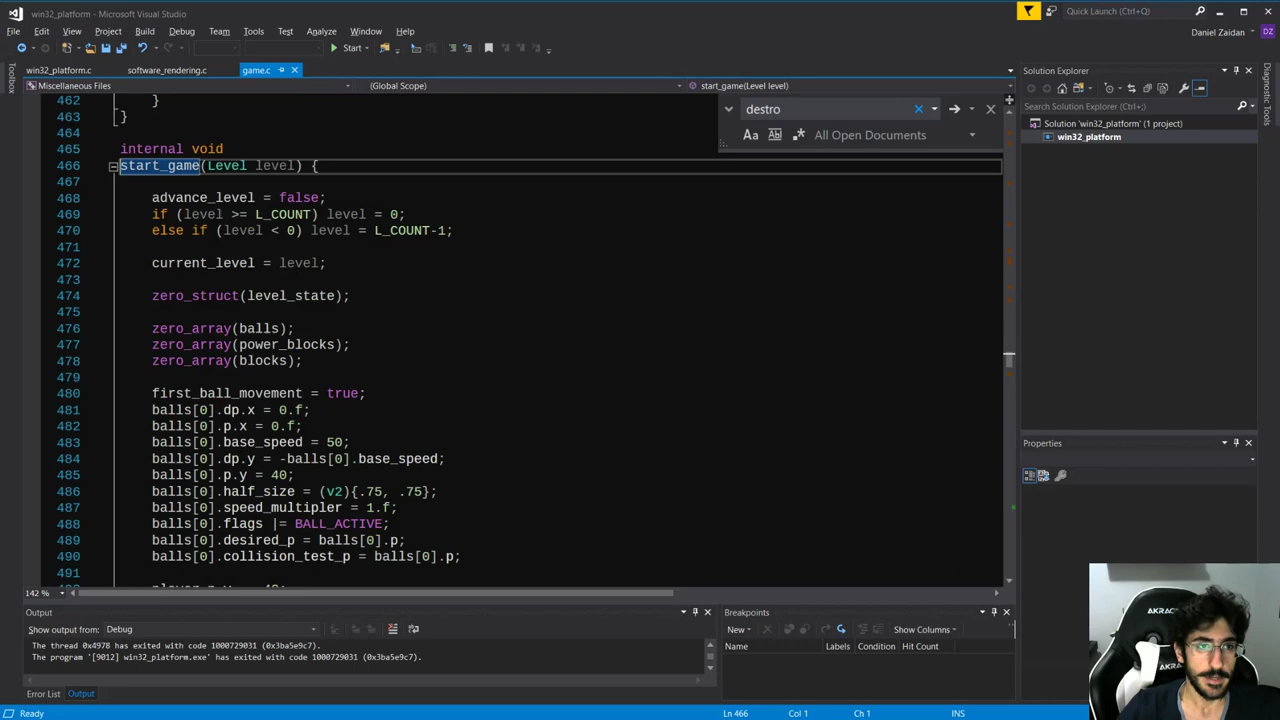 win32_platform - Microsoft Visual Studio
Quick Launch (Ctrl+Q)
File Edit View Project Build Debug Team Tools Test Analyze Window Help
Daniel Zaidan DZ
Start
Toolbox
win32_platform.c software_rendering.c game.c
Miscellaneous Files (Global Scope) start_game(Level level)
destro
Aa Ab All Open Documents
462 }
463 }
464
465 internal void
466 start_game(Level level) {
467
468 advance_level = false;
469 if (level >= L_COUNT) level = 0;
470 else if (level < 0) level = L_COUNT-1;
471
472 current_level = level;
473
474 zero_struct(level_state);
475
476 zero_array(balls);
477 zero_array(power_blocks);
478 zero_array(blocks);
479
480 first_ball_movement = true;
481 balls[0].dp.x = 0.f;
482 balls[0].p.x = 0.f;
483 balls[0].base_speed = 50;
484 balls[0].dp.y = -balls[0].base_speed;
485 balls[0].p.y = 40;
486 balls[0].half_size = (v2){.75, .75};
487 balls[0].speed_multipler = 1.f;
488 balls[0].flags |= BALL_ACTIVE;
489 balls[0].desired_p = balls[0].p;
490 balls[0].collision_test_p = balls[0].p;
491
142 %
Solution Explorer
Search Solution Explorer (Ctrl+;)
Solution 'win32_platform' (1 project)
win32_platform
Properties
Diagnostic Tools
Output
Show output from: Debug
The thread 0x4978 has exited with code 1000729031 (0x3ba5e9c7).
The program '[9012] win32_platform.exe' has exited with code 1000729031 (0x3ba5e9c7).
Breakpoints
New Show Columns
Name Labels Condition Hit Count
Error List Output
Ready Ln 466 Col 1 Ch 1 INS
AKRACING